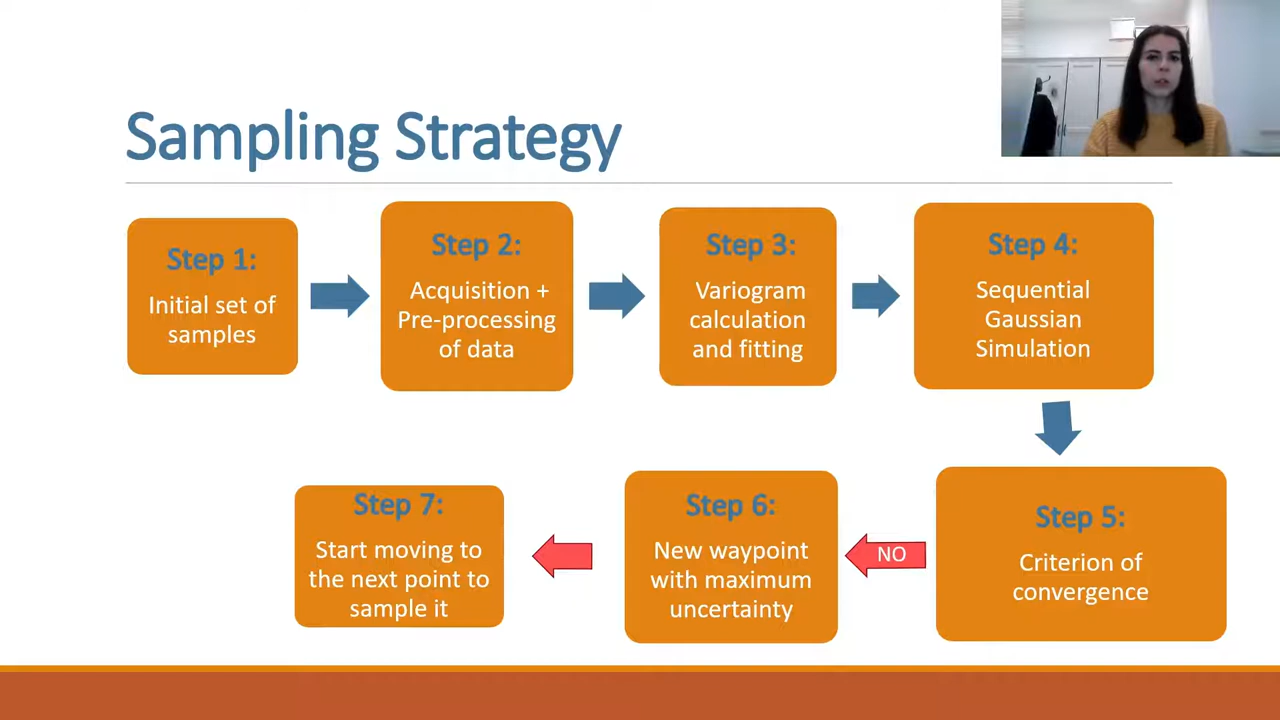 Sampling Strategy
Step 1:
Initial set of
samples
Step 2:
Acquisition +
Pre-processing
of data
Step 3:
Variogram
calculation
and fitting
Step 4:
Sequential
Gaussian
Simulation
Step 5:
Criterion of
convergence
NO
Step 6:
New waypoint
with maximum
uncertainty
Step 7:
Start moving to
the next point to
sample it